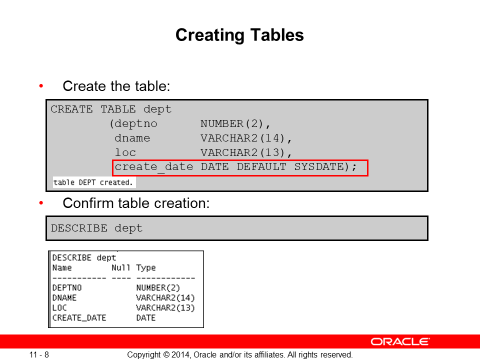 Creating Tables
• Create the table:
CREATE TABLE dept
(deptno NUMBER(2),
dname VARCHAR2(14),
loc VARCHAR2(13),
create_date DATE DEFAULT SYSDATE);
table DEPT created.
• Confirm table creation:
DESCRIBE dept
DESCRIBE dept
Name Null Type
----------- ---- ------------
DEPTNO NUMBER(2)
DNAME VARCHAR2(14)
LOC VARCHAR2(13)
CREATE_DATE DATE
ORACLE
11 - 8 Copyright © 2014, Oracle and/or its affiliates. All rights reserved.